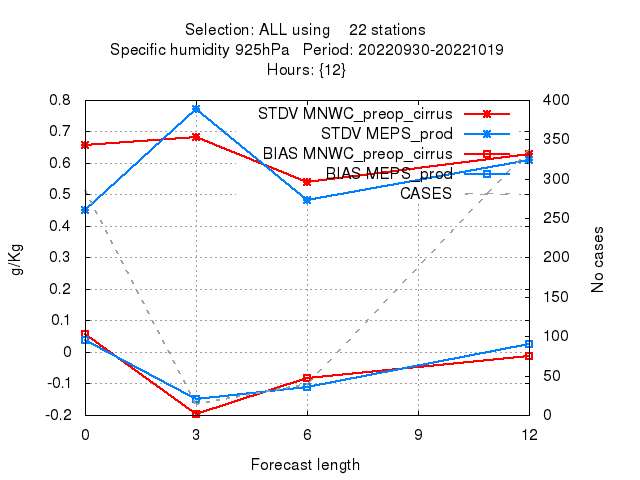 Selection: ALL using    22 stations
Specific humidity 925hPa   Period: 20220930-20221019
Hours: {12}
0.8
0.7
0.6
0.5
0.4
0.3
0.2
0.1
0
-0.1
-0.2
g/Kg
STDV MNWC_preop_cirrus
STDV MEPS_prod
BIAS MNWC_preop_cirrus
BIAS MEPS_prod
CASES
400
350
300
250
200
150
100
50
0
No cases
0 3 6 9 12
Forecast length